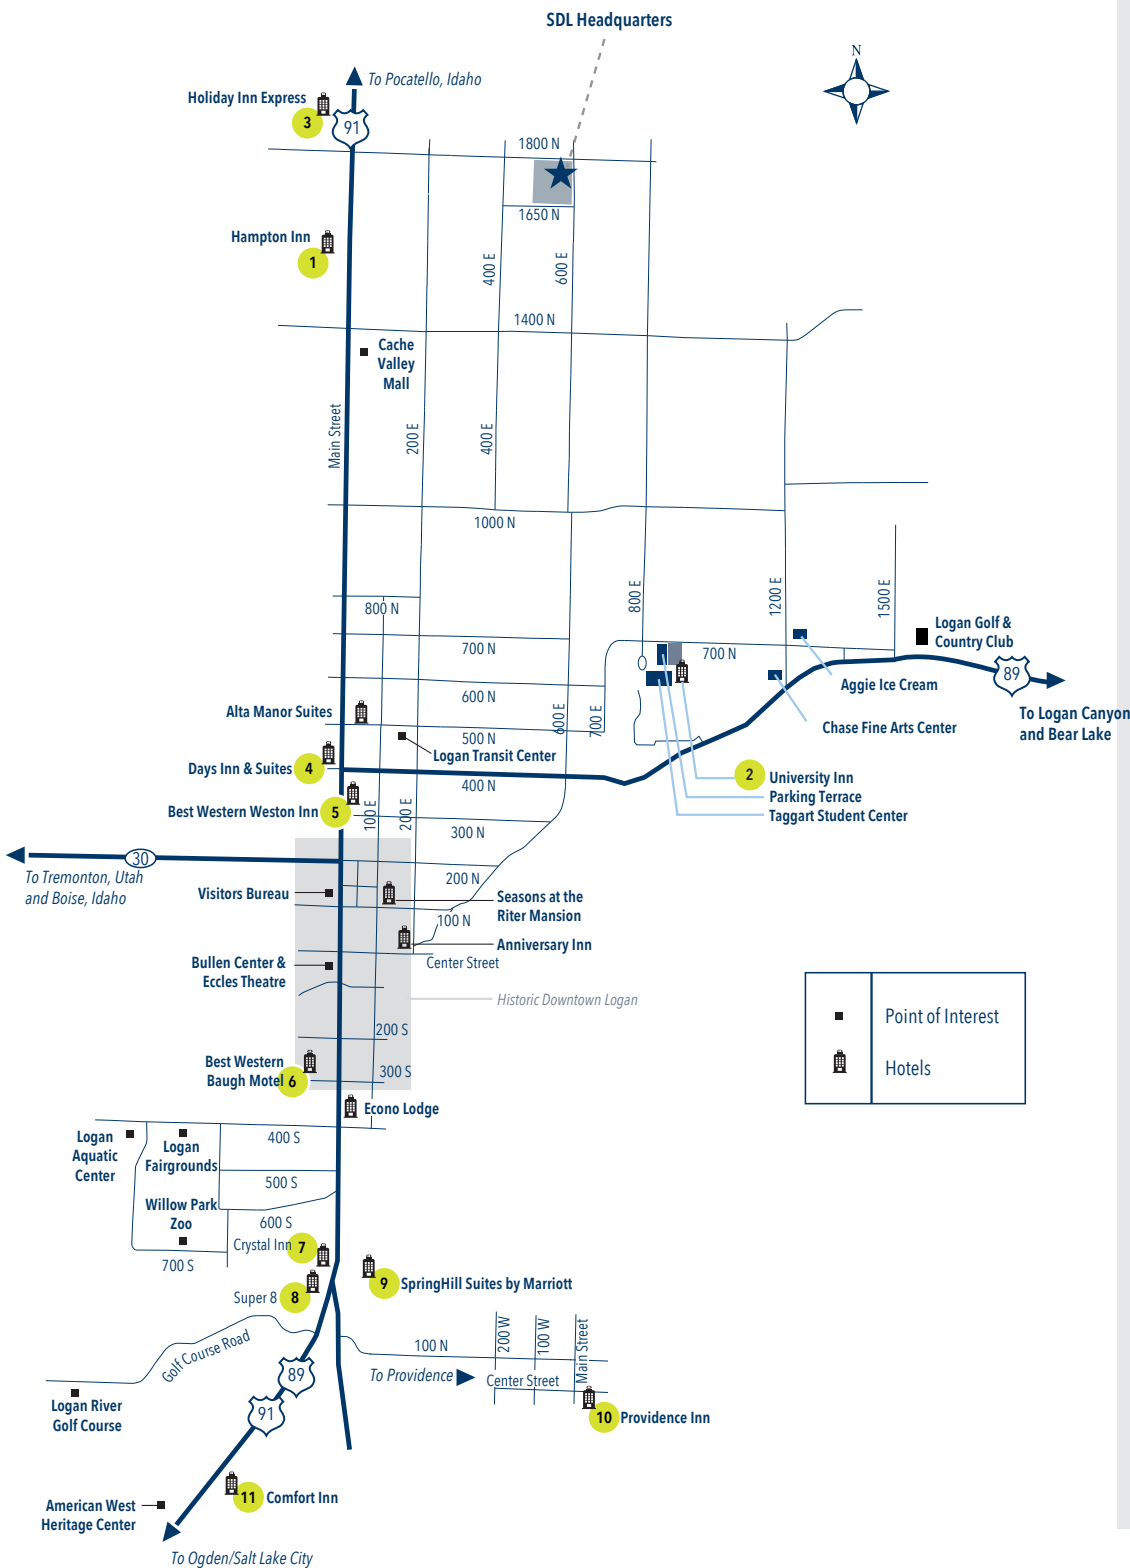 SDL Headquarters
N
To Pocatello, Idaho
Holiday Inn Express
3
91
1800 N
1650 N
Hampton Inn
1
400 E
600 E
1400 N
Cache
Valley
Mall
Main Street
200 E
400 E
1000 N
800 E
1200 E
1500 E
800 N
700 N
700 N
Logan Golf &
Country Club
89
600 N
Aggie Ice Cream
Alta Manor Suites
600 E
700 E
To Logan Canyon
and Bear Lake
Chase Fine Arts Center
500 N
Logan Transit Center
Days Inn & Suites
4
400 N
2
University Inn
Parking Terrace
Taggart Student Center
Best Western Weston Inn
5
100 E
200 E
300 N
30
To Tremonton, Utah
and Boise, Idaho
200 N
Visitors Bureau
Seasons at the
Riter Mansion
100 N
Anniversary Inn
Bullen Center &
Eccles Theatre
Center Street
Historic Downtown Logan
Point of Interest
Hotels
200 S
Best Western
Baugh Motel
6
300 S
Econo Lodge
400 S
Logan
Aquatic
Center
Logan
Fairgrounds
500 S
Willow Park
Zoo
600 S
Crystal Inn
7
700 S
9
SpringHill Suites by Marriott
Super 8
8
Golf Course Road
100 N
200 W
100 W
Main Street
89
To Providence
Center Street
91
Logan River
Golf Course
10
Providence Inn
11
Comfort Inn
American West
Heritage Center
To Ogden/Salt Lake City